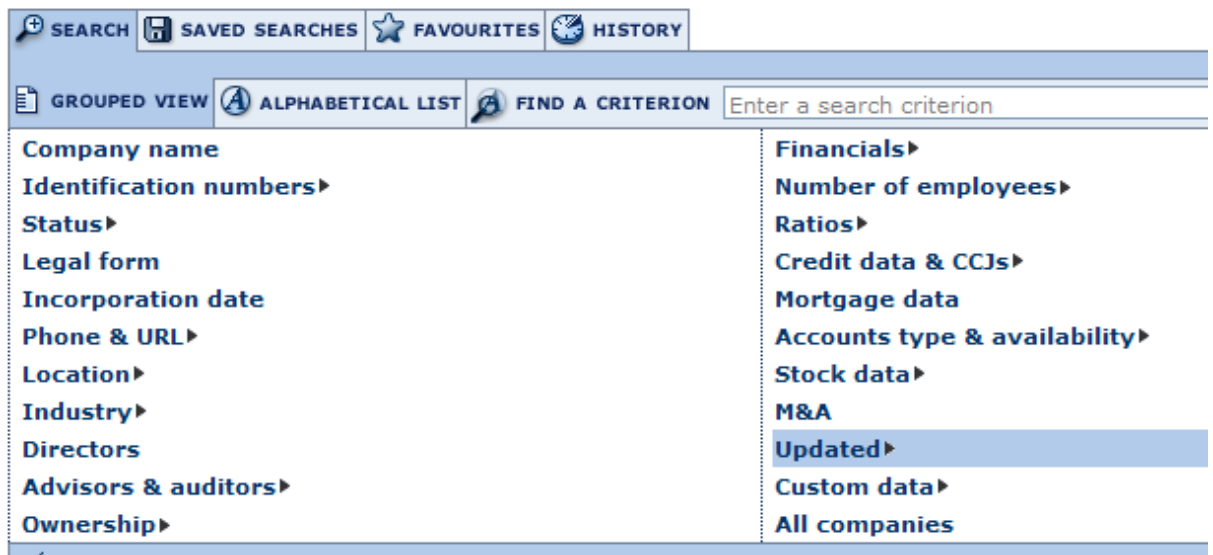 SEARCH SAVED SEARCHES FAVOURITES HISTORY
GROUPED VIEW ALPHABETICAL LIST FIND A CRITERION Enter a search criterion
Company name
Identification numbers
Status
Legal form
Incorporation date
Phone & URL
Location
Industry
Directors
Advisors & auditors
Ownership
Financials
Number of employees
Ratios
Credit data & CCJs
Mortgage data
Accounts type & availability
Stock data
M&A
Updated
Custom data
All companies